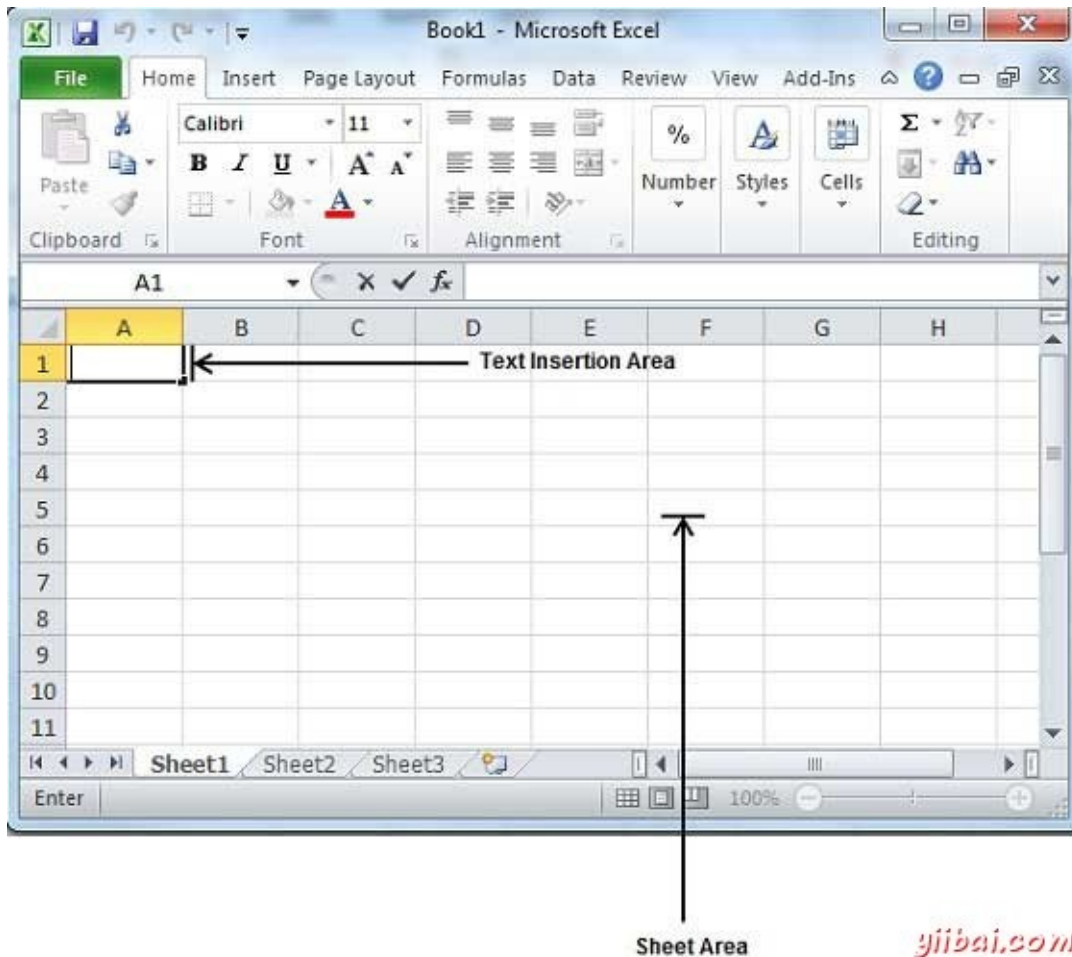 Book1 - Microsoft Excel
File Home Insert Page Layout Formulas Data Review View Add-Ins
Calibri 11 % A Σ
B I U A A
Paste Number Styles Cells
A
Clipboard Font Alignment Editing
A1 fx
A B C D E F G H
1 Text Insertion Area
2
3
4
5
6
7
8
9
10
11
Sheet1 Sheet2 Sheet3
Enter 100%
Sheet Area yiibai.com